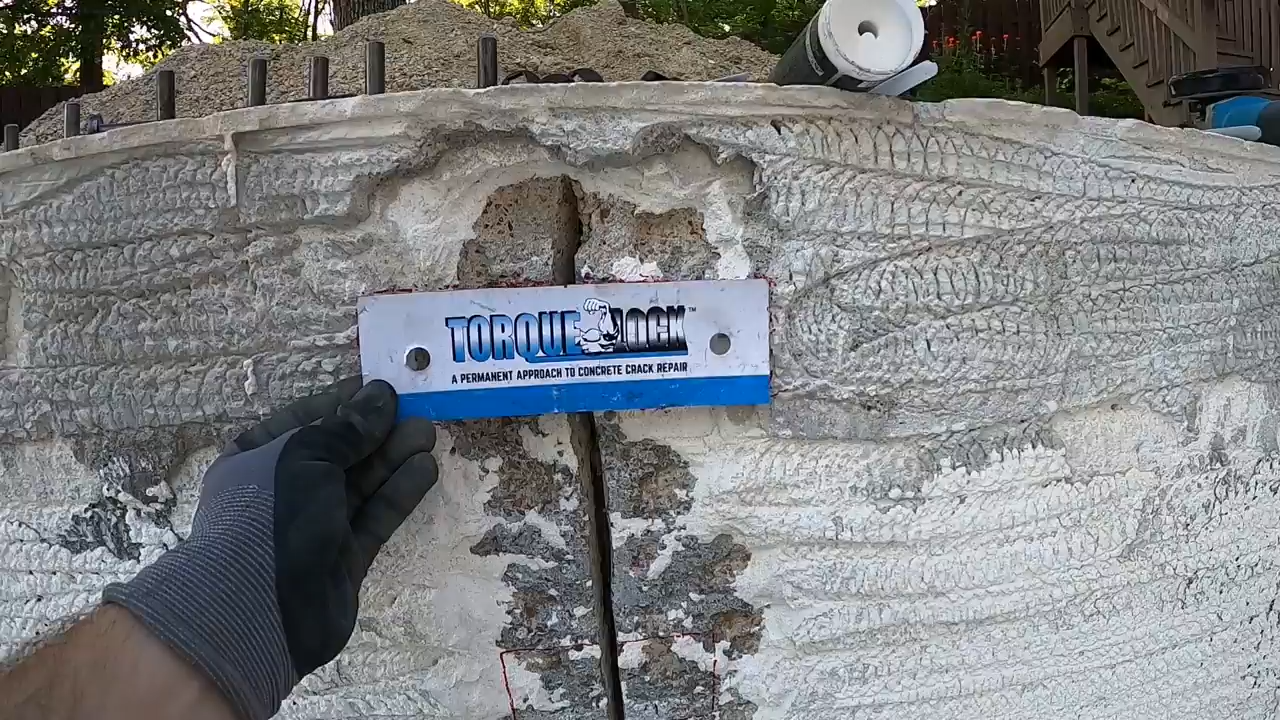 TORQUE LOCK™
A PERMANENT APPROACH TO CONCRETE CRACK REPAIR